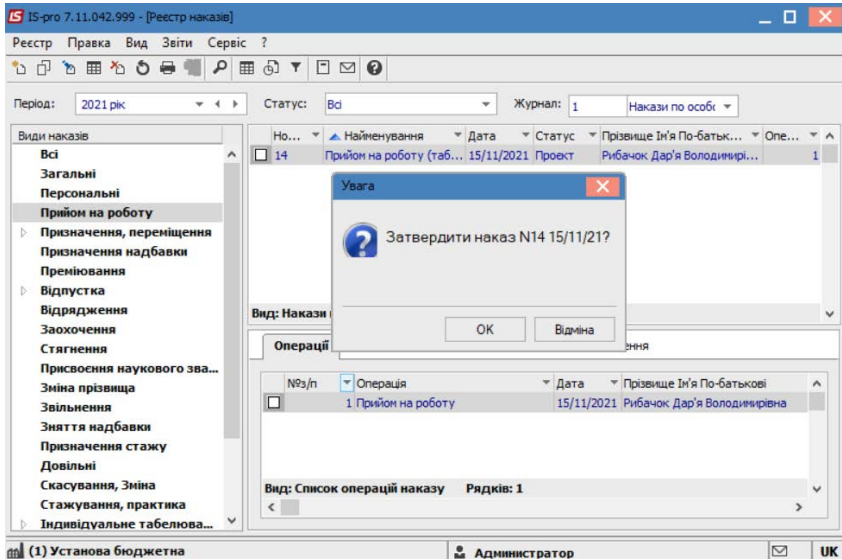 IS-pro 7.11.042.999 - [Реєстр наказів]
Реєстр Правка Вид Звіти Сервіс ?
Період: 2021 рік Статус: Всі Журнал: 1 Накази по особс
Види наказів
Всі
Загальні
Персональні
Прийом на роботу
Призначення, переміщення
Призначення надбавки
Преміювання
Відпустка
Відрядження
Заохочення
Стягнення
Присвоєння наукового зва...
Зміна прізвища
Звільнення
Зняття надбавки
Призначення стажу
Довільні
Скасування, Зміна
Стажування, практика
Індивідуальне табелюва...
Но... Найменування Дата Статус Прізвище Ім'я По-батьк... Опе...
14 Прийом на роботу (таб... 15/11/2021 Проект Рибачок Дар'я Володимирі... 1
Увага
Затвердити наказ N14 15/11/21?
ОК Відміна
Вид: Накази
Операції ення
№з/п Операція Дата Прізвище Ім'я По-батькові
1 Прийом на роботу 15/11/2021 Рибачок Дар'я Володимирівна
Вид: Список операцій наказу Рядків: 1
(1) Установа бюджетна Администратор UK